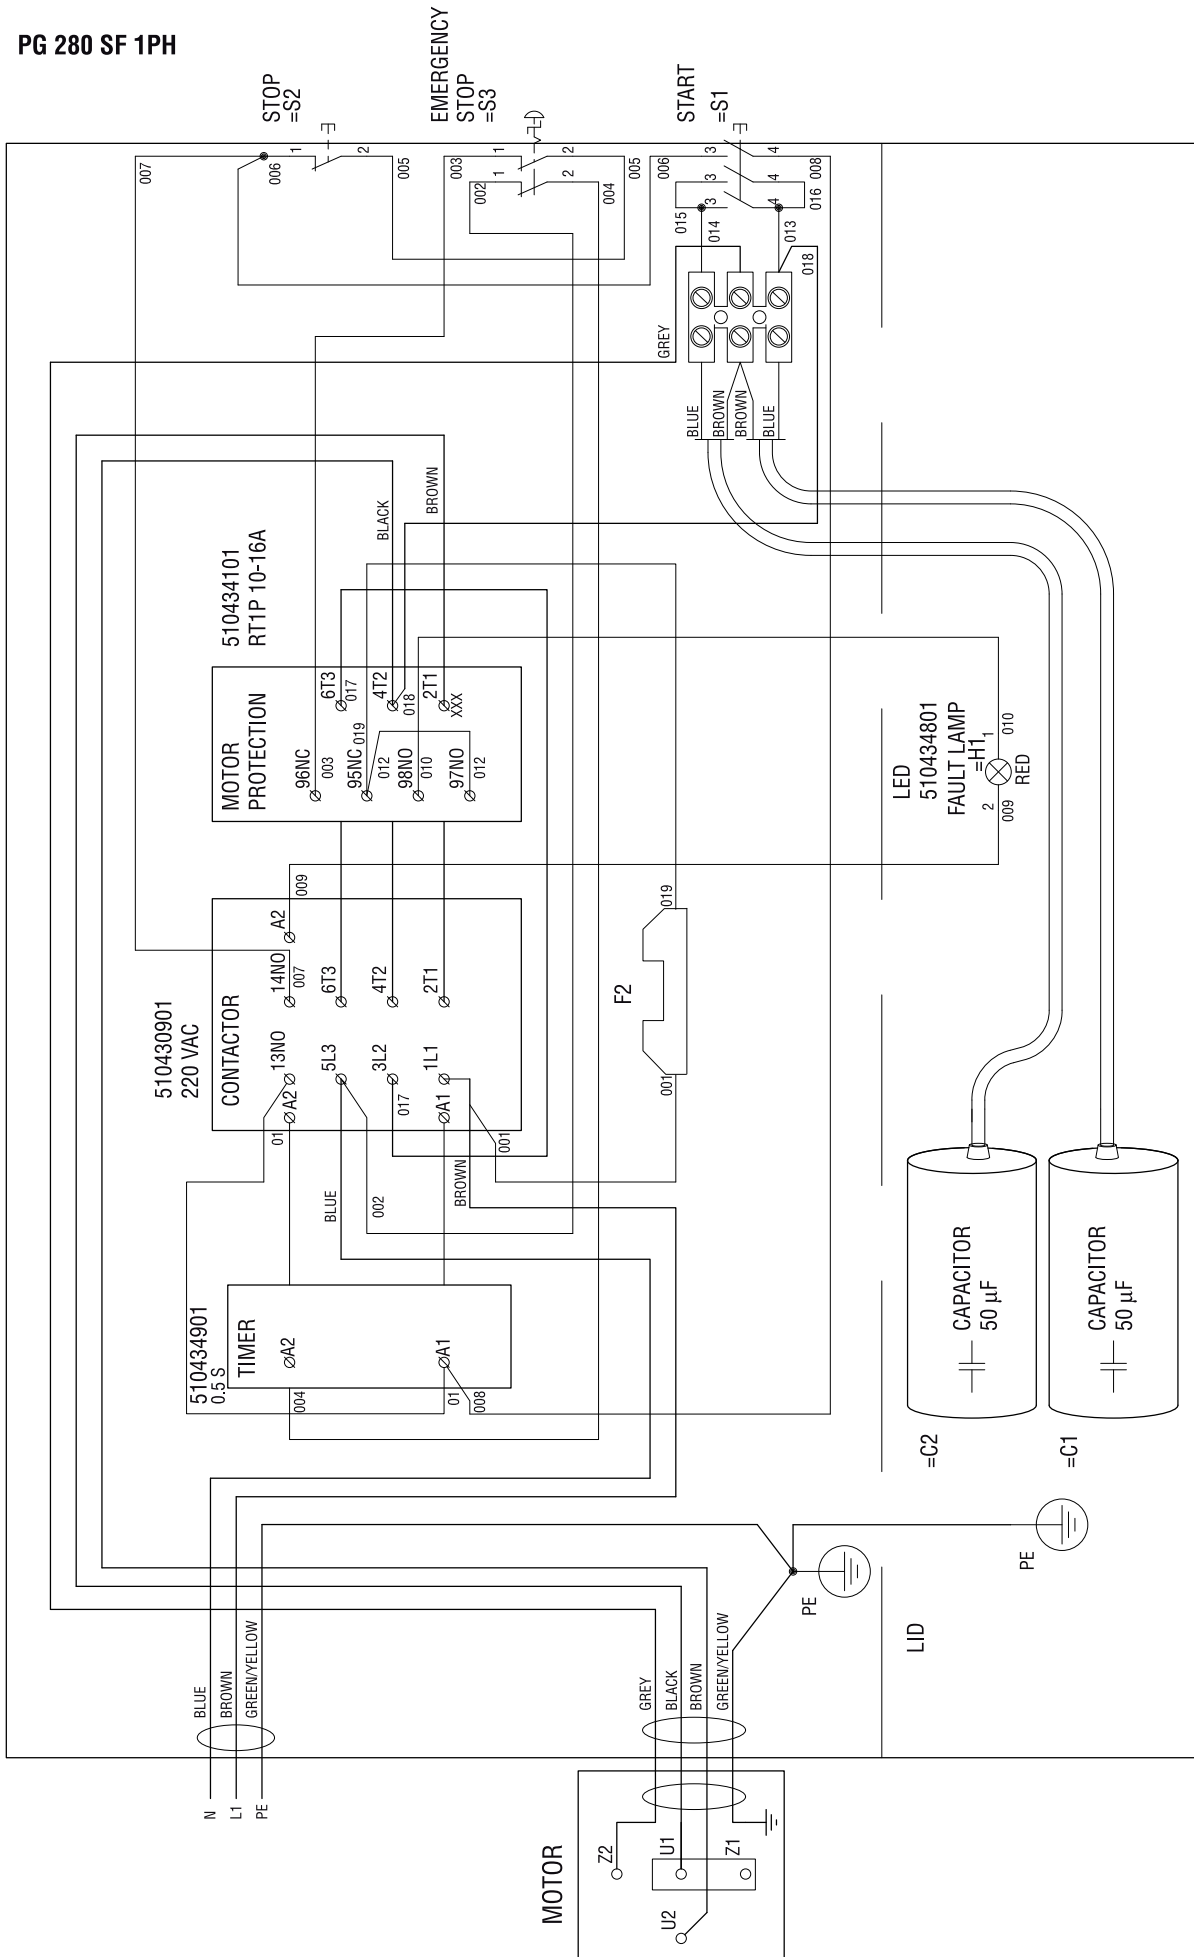 PG 280 SF 1PH
STOP
=S2
EMERGENCY
STOP
=S3
START
=S1
007
006
1
2
005
003
002
1
1
2
2
005
004
006
3
3
3
4
4
4
008
016
015
014
013
018
GREY
BLUE
BROWN
BROWN
BLUE
BLACK
BROWN
510434101
RT1P 10-16A
MOTOR
PROTECTION
96NC
003
95NC
019
012
98NO
010
97NO
012
6T3
017
4T2
018
2T1
XXX
LED
510434801
FAULT LAMP
=H1
1
010
RED
2
009
009
510430901
220 VAC
CONTACTOR
A2
14NO
007
6T3
4T2
2T1
13NO
5L3
3L2
017
1L1
A2
01
A1
001
F2
019
001
BLUE
002
BROWN
510434901
0.5 S
TIMER
A2
004
A1
01
008
CAPACITOR
50 µF
=C2
CAPACITOR
50 µF
=C1
PE
PE
LID
BLUE
BROWN
GREEN/YELLOW
N
L1
PE
GREY
BLACK
BROWN
GREEN/YELLOW
MOTOR
Z2
U1
Z1
U2